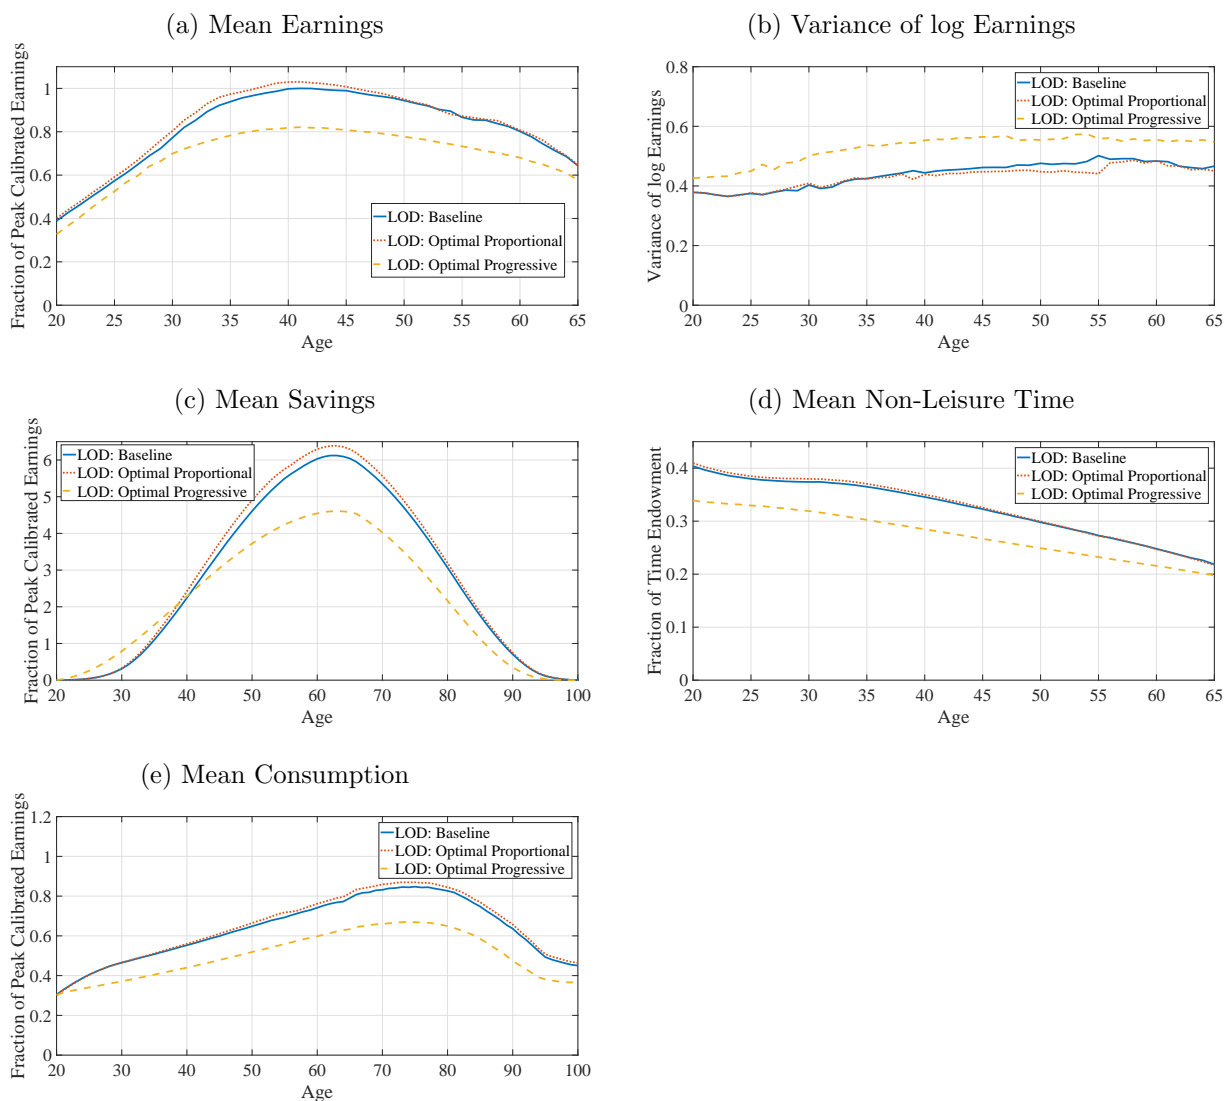 (a) Mean Earnings
Fraction of Peak Calibrated Earnings
1
0.8
0.6
0.4
0.2
0
LOD: Baseline
LOD: Optimal Proportional
LOD: Optimal Progressive
20 25 30 35 40 45 50 55 60 65
Age
(b) Variance of log Earnings
Variance of log Earnings
0.8
0.6
0.4
0.2
0
LOD: Baseline
LOD: Optimal Proportional
LOD: Optimal Progressive
20 25 30 35 40 45 50 55 60 65
Age
(c) Mean Savings
Fraction of Peak Calibrated Earnings
6
5
4
3
2
1
0
LOD: Baseline
LOD: Optimal Proportional
LOD: Optimal Progressive
20 30 40 50 60 70 80 90 100
Age
(d) Mean Non-Leisure Time
Fraction of Time Endowment
0.4
0.3
0.2
0.1
0
LOD: Baseline
LOD: Optimal Proportional
LOD: Optimal Progressive
20 25 30 35 40 45 50 55 60 65
Age
(e) Mean Consumption
Fraction of Peak Calibrated Earnings
1.2
1
0.8
0.6
0.4
0.2
0
LOD: Baseline
LOD: Optimal Proportional
LOD: Optimal Progressive
20 30 40 50 60 70 80 90 100
Age